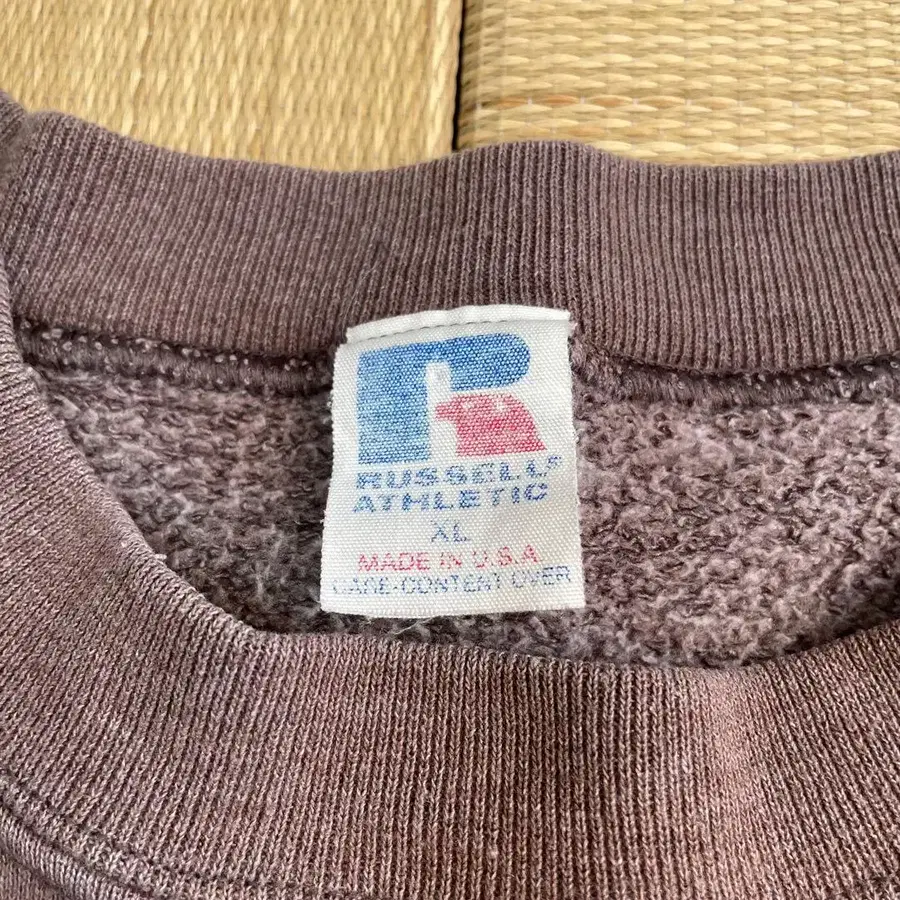 R
RUSSELL®
ATHLETIC
XL
MADE IN U.S.A
CARE-CONTENT OVER